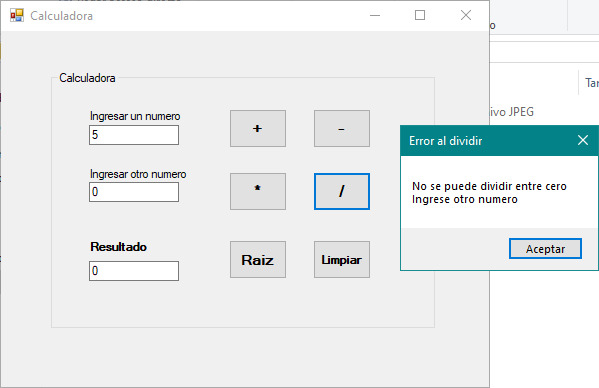 Calculadora
Calculadora
Ingresar un numero
5
+
-
Ingresar otro numero
0
*
/
Resultado
0
Raiz
Limpiar
Error al dividir
No se puede dividir entre cero
Ingrese otro numero
Aceptar
ivo JPEG